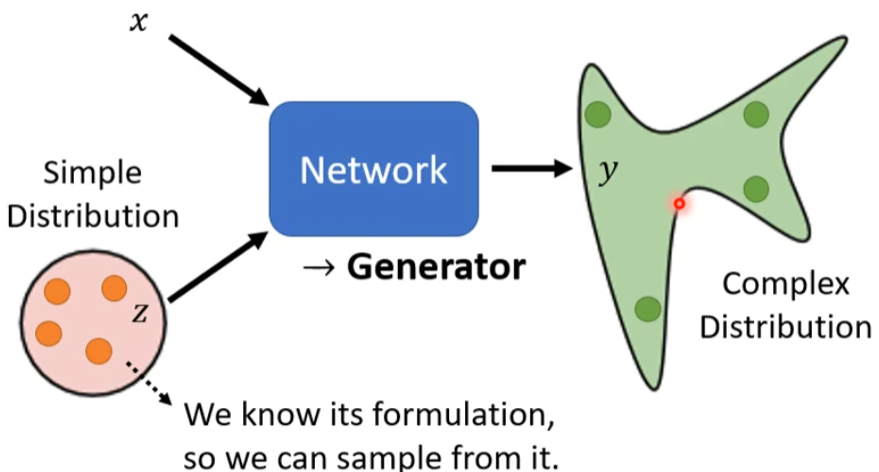 x
Simple
Distribution
z
Network
→ Generator
y
Complex
Distribution
We know its formulation,
so we can sample from it.